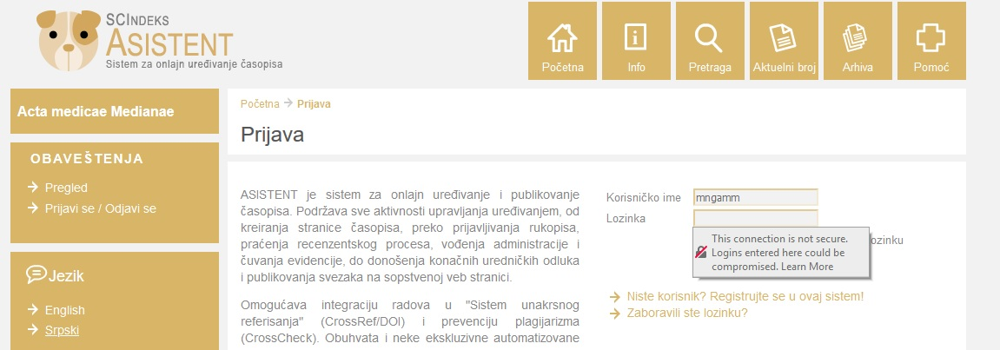 SCINDEKS
ASISTENT
Sistem za onlajn uređivanje časopisa
Početna
Info
Pretraga
Aktuelni broj
Arhiva
Pomoć
Acta medicae Medianae
OBAVEŠTENJA
Pregled
Prijavi se / Odjavi se
Jezik
English
Srpski
Početna Prijava
Prijava
ASISTENT je sistem za onlajn uređivanje i publikovanje
časopisa. Podržava sve aktivnosti upravljanja uređivanjem, od
kreiranja stranice časopisa, preko prijavljivanja rukopisa,
praćenja recenzentskog procesa, vođenja administracije i
čuvanja evidencije, do donošenja konačnih uredničkih odluka
i publikovanja svezaka na sopstvenoj veb stranici.
Omogućava integraciju radova u "Sistem unakrsnog
referisanja" (CrossRef/DOI) i prevenciju plagijarizma
(CrossCheck). Obuhvata i neke ekskluzivne automatizovane
Korisničko ime mngamm
Lozinka
This connection is not secure.
Logins entered here could be
compromised. Learn More
ozinku
Niste korisnik? Registrujte se u ovaj sistem!
Zaboravili ste lozinku?